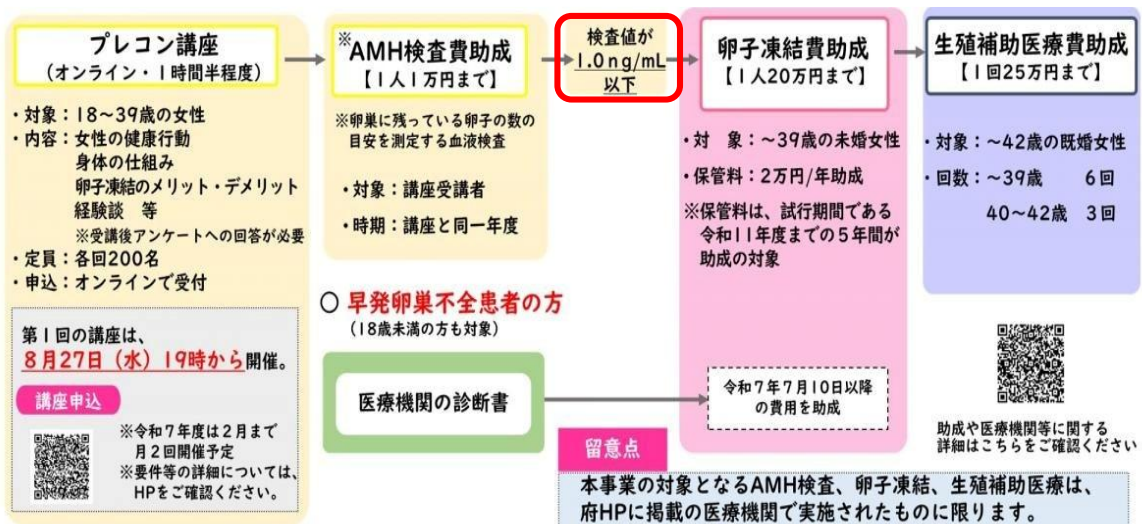 プレコン講座
(オンライン・1時間半程度)
・対象:18~39歳の女性
・内容:女性の健康行動
身体の仕組み
卵子凍結のメリット・デメリット
経験談 等
※受講後アンケートへの回答が必要
・定員:各回200名
・申込:オンラインで受付
第1回の講座は、
8月27日(水)19時から開催。
講座申込
※令和7年度は2月まで
月2回開催予定
※要件等の詳細については、
HPをご確認ください。
※AMH検査費助成
【1人1万円まで】
※卵巣に残っている卵子の数の
目安を測定する血液検査
・対象:講座受講者
・時期:講座と同一年度
検査値が
1.0ng/mL
以下
○ 早発卵巣不全患者の方
(18歳未満の方も対象)
医療機関の診断書
卵子凍結費助成
【1人20万円まで】
・対 象:~39歳の未婚女性
・保管料:2万円/年助成
※保管料は、試行期間である
令和11年度までの5年間が
助成の対象
令和7年7月10日以降
の費用を助成
生殖補助医療費助成
【1回25万円まで】
・対象:~42歳の既婚女性
・回数:~39歳 6回
40~42歳 3回
助成や医療機関等に関する
詳細はこちらをご確認ください
留意点
本事業の対象となるAMH検査、卵子凍結、生殖補助医療は、
府HPに掲載の医療機関で実施されたものに限ります。